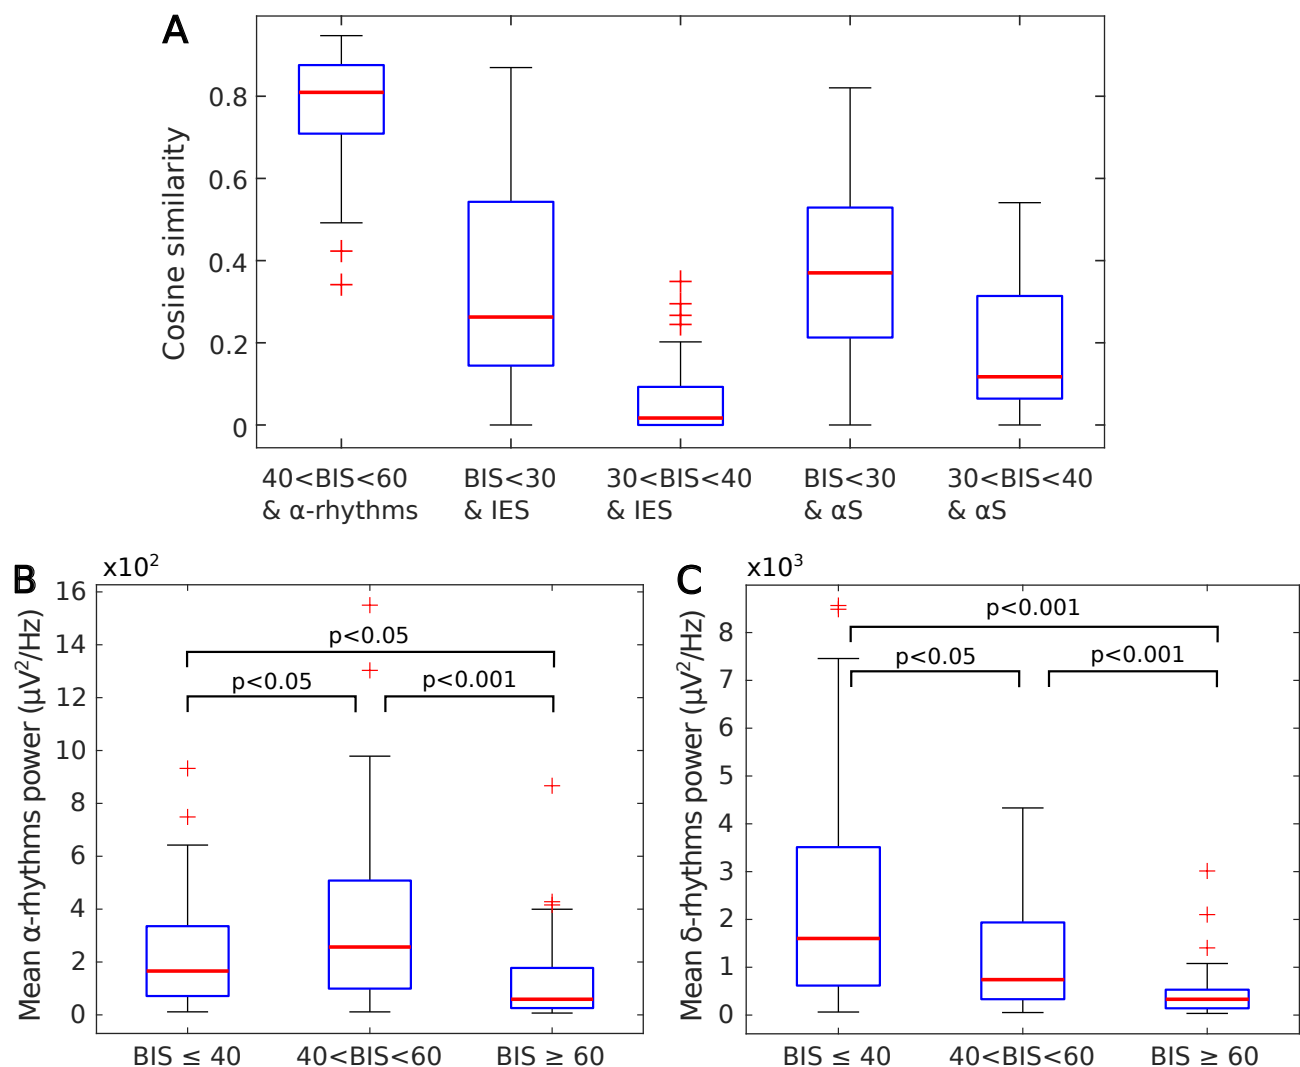 A
Cosine similarity
0.8
0.6
0.4
0.2
0
40<BIS<60
& α-rhythms
BIS<30
& IES
30<BIS<40
& IES
BIS<30
& αS
30<BIS<40
& αS
B
x10²
Mean α-rhythms power (μV²/Hz)
16
14
12
10
8
6
4
2
0
p<0.05
p<0.05
p<0.001
BIS ≤ 40
40<BIS<60
BIS ≥ 60
C
x10³
Mean δ-rhythms power (μV²/Hz)
8
7
6
5
4
3
2
1
0
p<0.001
p<0.05
p<0.001
BIS ≤ 40
40<BIS<60
BIS ≥ 60